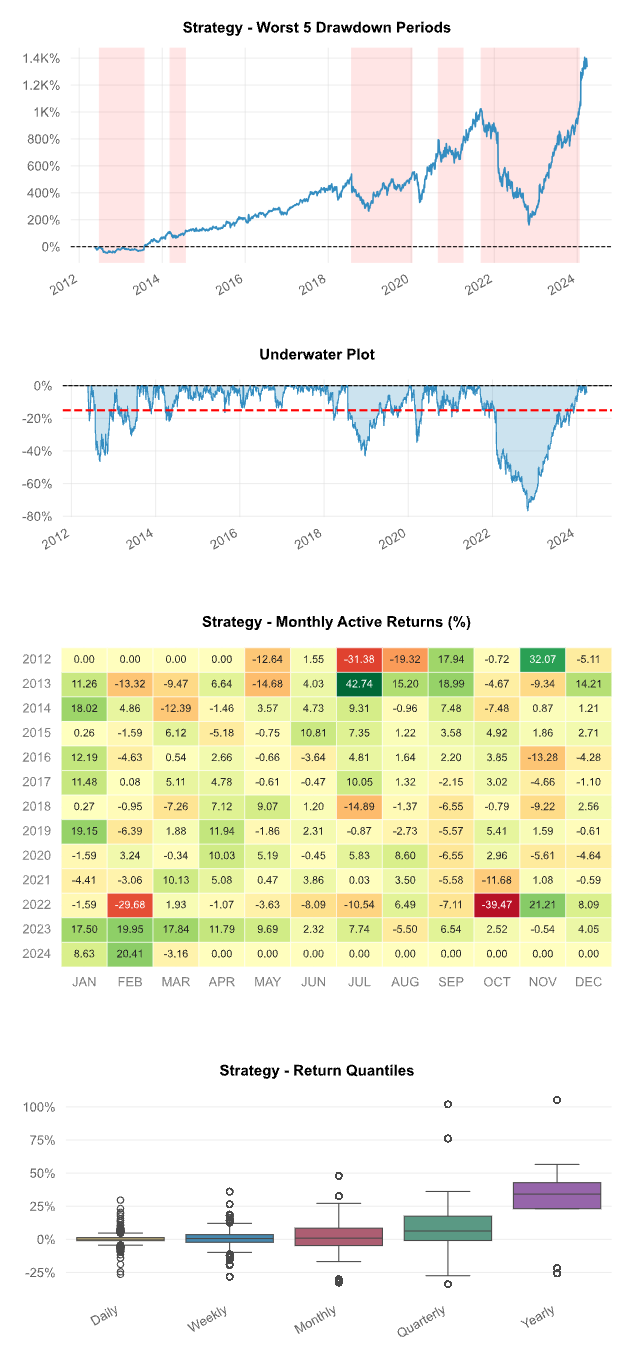 Strategy - Worst 5 Drawdown Periods
1.4K%
1.2K%
1K%
800%
600%
400%
200%
0%
2012 2014 2016 2018 2020 2022 2024
Underwater Plot
0%
-20%
-40%
-60%
-80%
2012 2014 2016 2018 2020 2022 2024
Strategy - Monthly Active Returns (%)
2012 0.00 0.00 0.00 0.00 -12.64 1.55 -31.38 -19.32 17.94 -0.72 32.07 -5.11
2013 11.26 -13.32 -9.47 6.64 -14.68 4.03 42.74 15.20 18.99 -4.67 -9.34 14.21
2014 18.02 4.86 -12.39 -1.46 3.57 4.73 9.31 -0.96 7.48 -7.48 0.87 1.21
2015 0.26 -1.59 6.12 -5.18 -0.75 10.81 7.35 1.22 3.58 4.92 1.86 2.71
2016 12.19 -4.63 0.54 2.66 -0.66 -3.64 4.81 1.64 2.20 3.85 -13.28 -4.28
2017 11.48 0.08 5.11 4.78 -0.61 -0.47 10.05 1.32 -2.15 3.02 -4.66 -1.10
2018 0.27 -0.95 -7.26 7.12 9.07 1.20 -14.89 -1.37 -6.55 -0.79 -9.22 2.56
2019 19.15 -6.39 1.88 11.94 -1.86 2.31 -0.87 -2.73 -5.57 5.41 1.59 -0.61
2020 -1.59 3.24 -0.34 10.03 5.19 -0.45 5.83 8.60 -6.55 2.96 -5.61 -4.64
2021 -4.41 -3.06 10.13 5.08 0.47 3.86 0.03 3.50 -5.58 -11.68 1.08 -0.59
2022 -1.59 -29.68 1.93 -1.07 -3.63 -8.09 -10.54 6.49 -7.11 -39.47 21.21 8.09
2023 17.50 19.95 17.84 11.79 9.69 2.32 7.74 -5.50 6.54 2.52 -0.54 4.05
2024 8.63 20.41 -3.16 0.00 0.00 0.00 0.00 0.00 0.00 0.00 0.00 0.00
JAN FEB MAR APR MAY JUN JUL AUG SEP OCT NOV DEC
Strategy - Return Quantiles
100%
75%
50%
25%
0%
-25%
Daily Weekly Monthly Quarterly Yearly